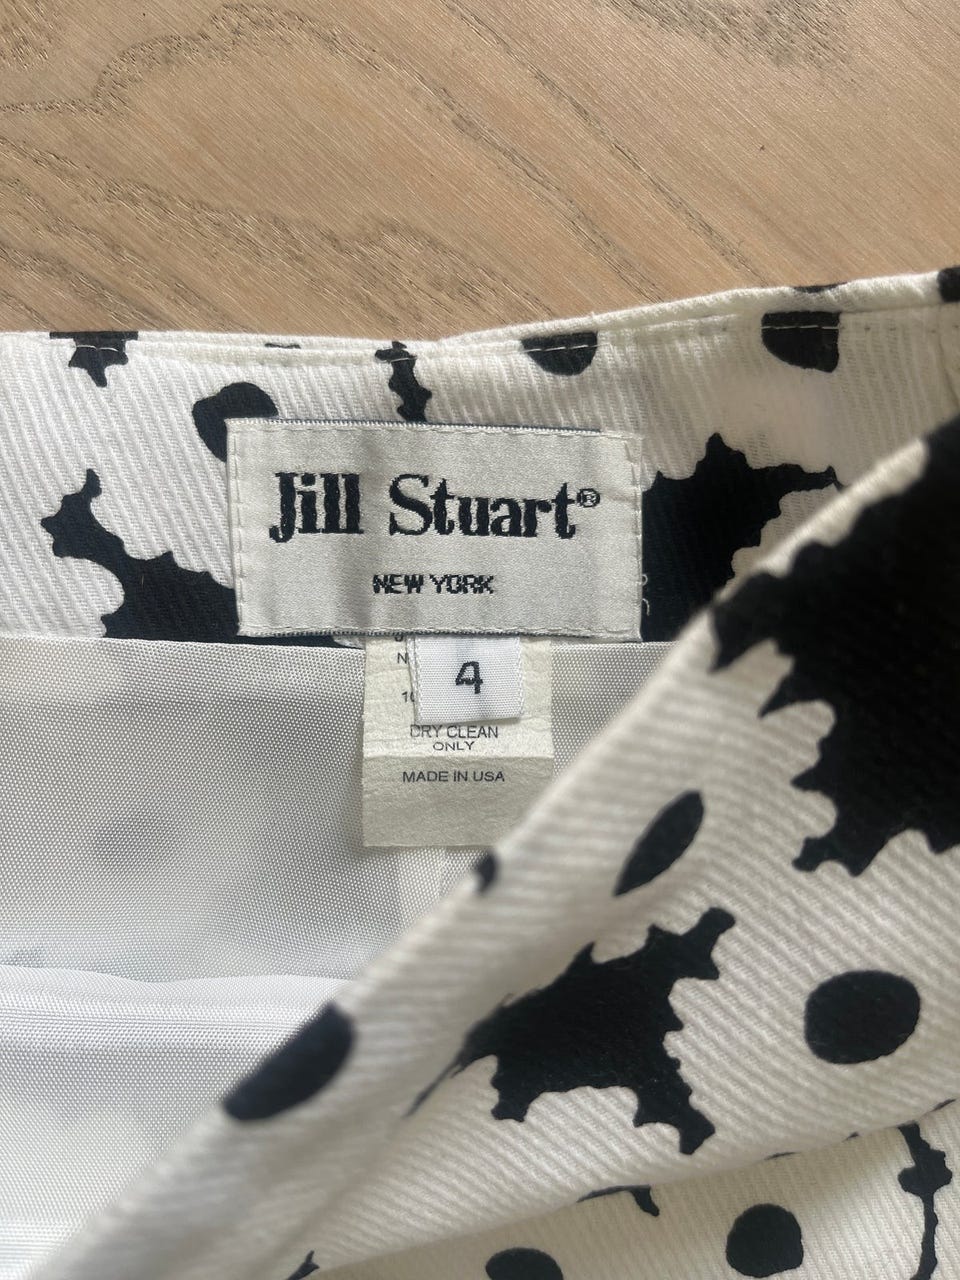 Jill Stuart®
NEW YORK
4
DRY CLEAN
ONLY
MADE IN USA